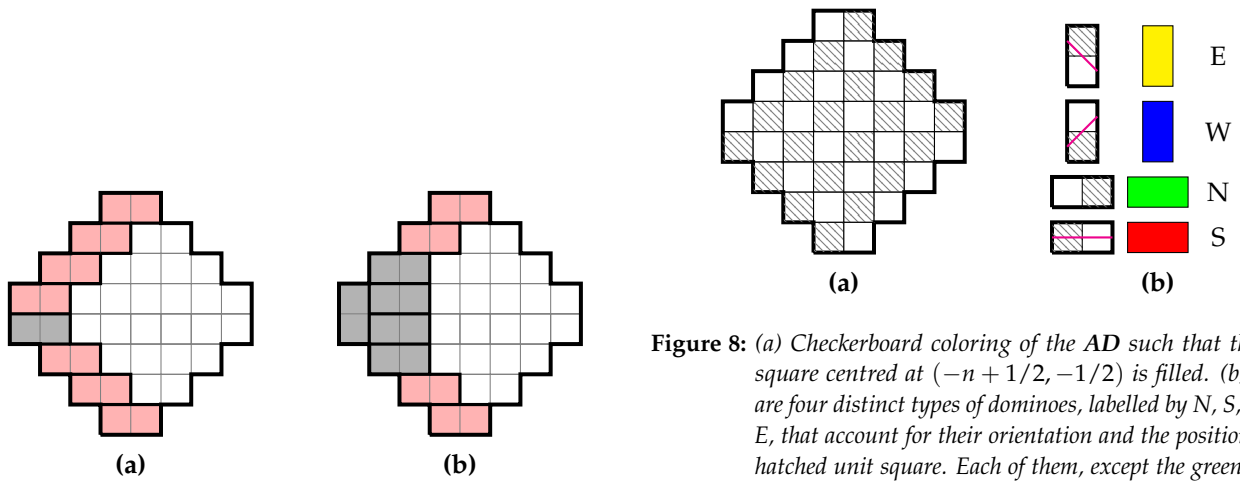 E
W
N
S
(a)
(b)
(a)
(b)
Figure 8: (a) Checkerboard coloring of the AD such that th
square centred at (−n + 1/2, −1/2) is filled. (b)
are four distinct types of dominoes, labelled by N, S,
E, that account for their orientation and the position
hatched unit square. Each of them, except the green